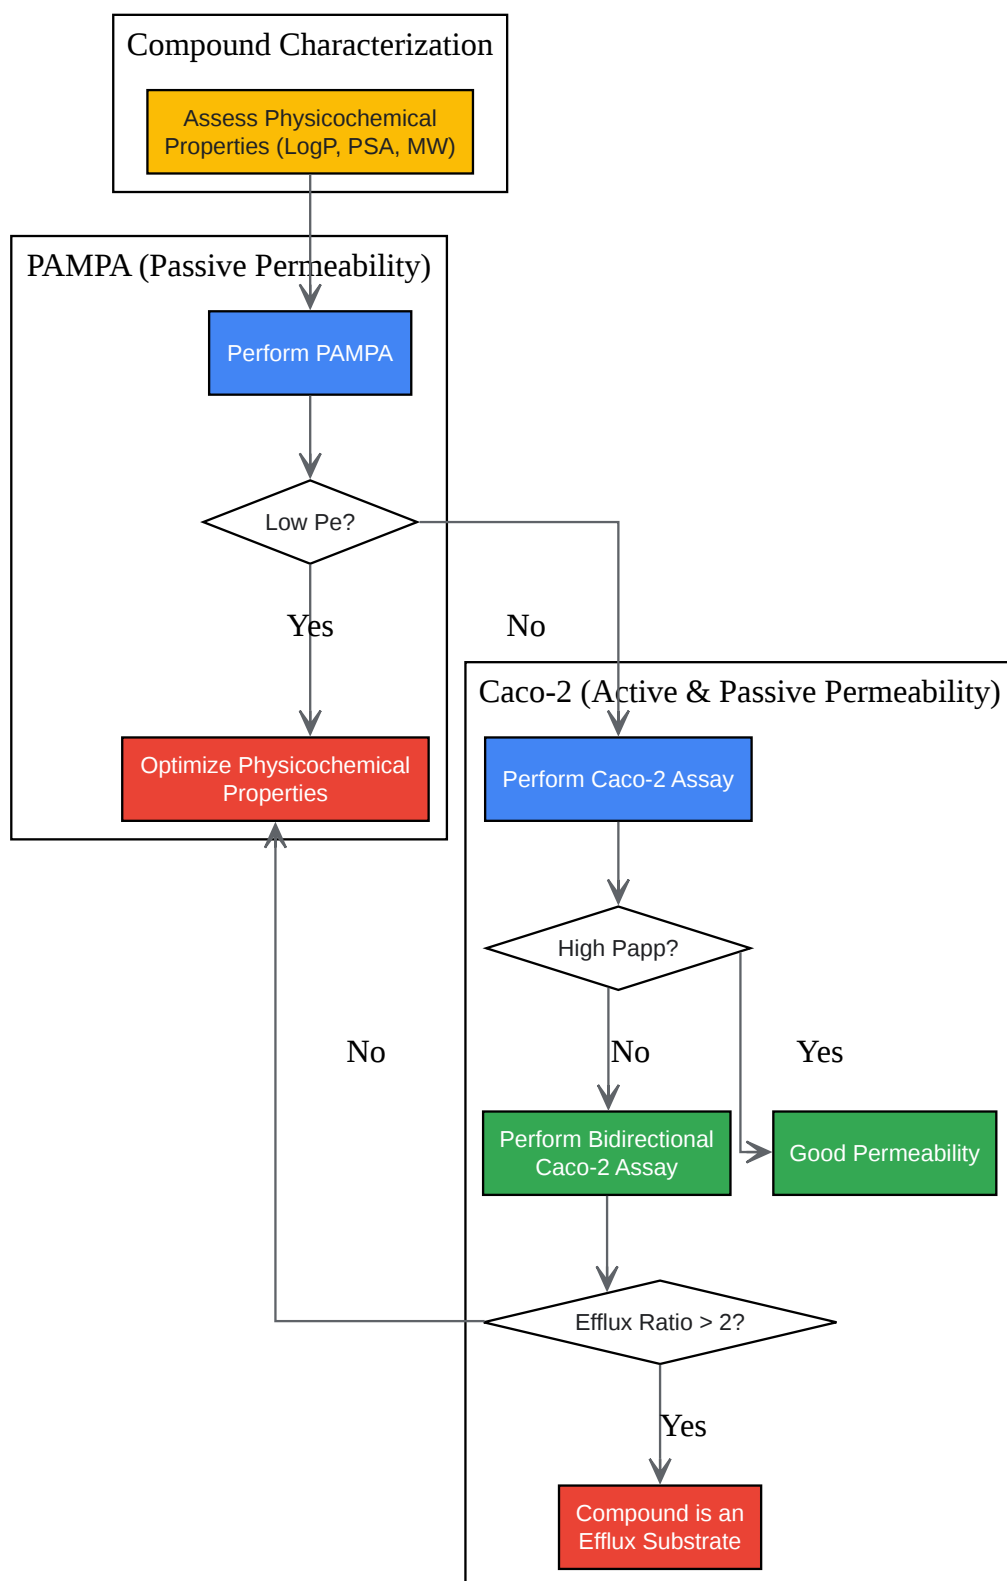 Compound Characterization
Assess Physicochemical
Properties (LogP, PSA, MW)
PAMPA (Passive Permeability)
Perform PAMPA
Low Pe?
Yes
No
Optimize Physicochemical
Properties
Caco-2 (Active & Passive Permeability)
Perform Caco-2 Assay
High Papp?
No
No
Yes
Perform Bidirectional
Caco-2 Assay
Good Permeability
Efflux Ratio > 2?
Yes
Compound is an
Efflux Substrate